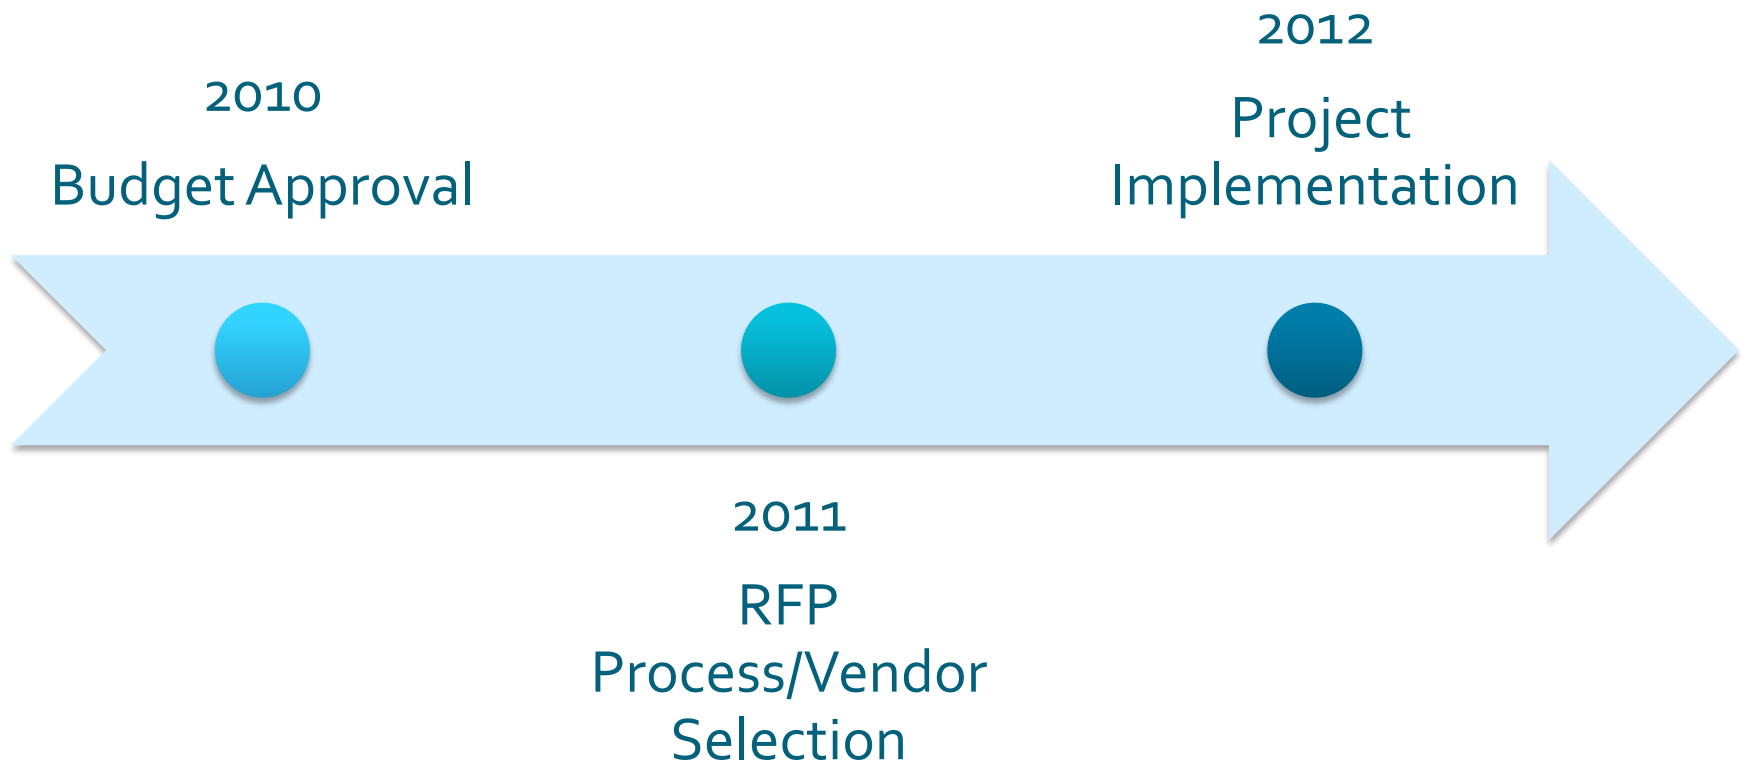 2010
Budget Approval
2011
RFP
Process/Vendor
Selection
2012
Project
Implementation